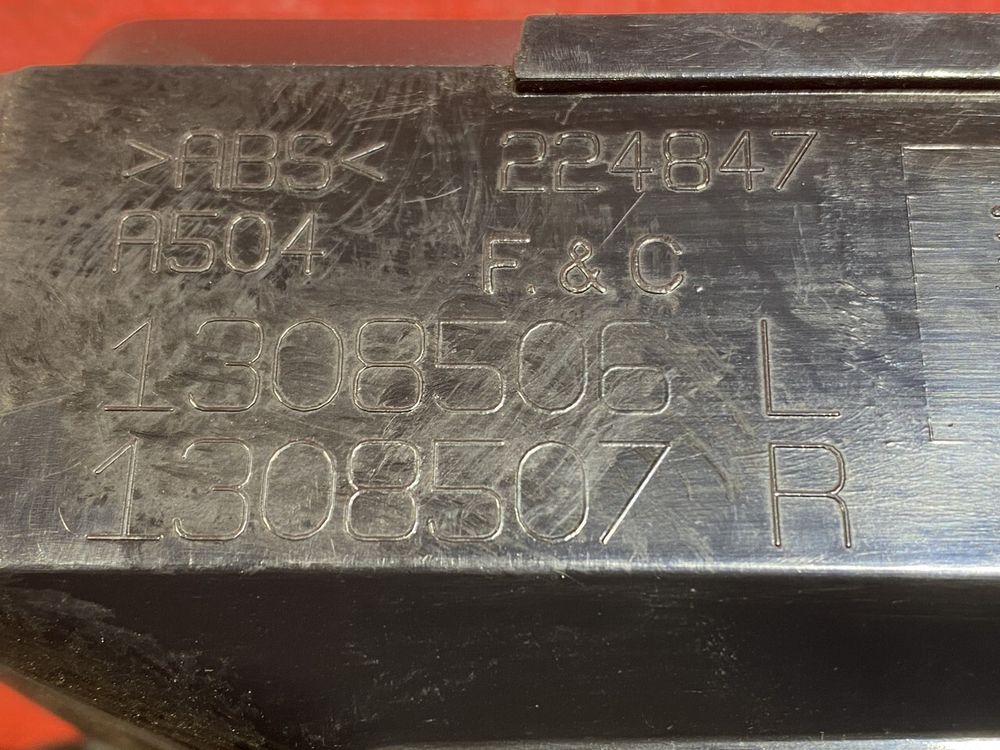 >ABS< 224847
A504 F. & C.
1308506 L
1308507 R